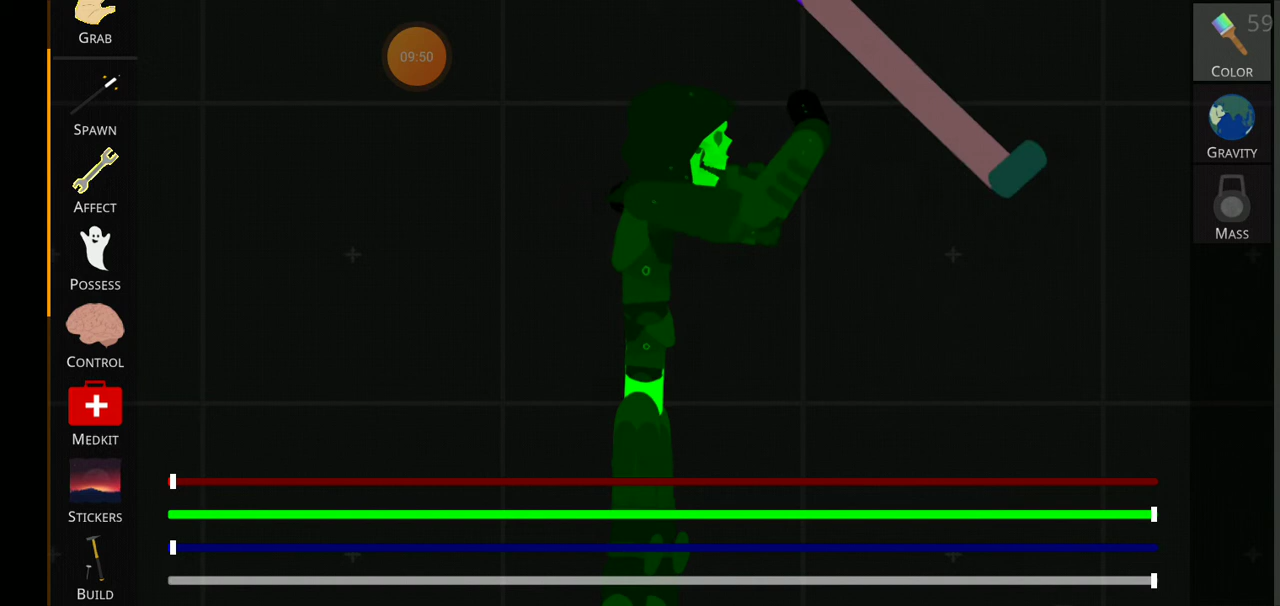 GRAB
SPAWN
AFFECT
POSSESS
CONTROL
MEDKIT
STICKERS
BUILD
09:50
59
COLOR
GRAVITY
MASS